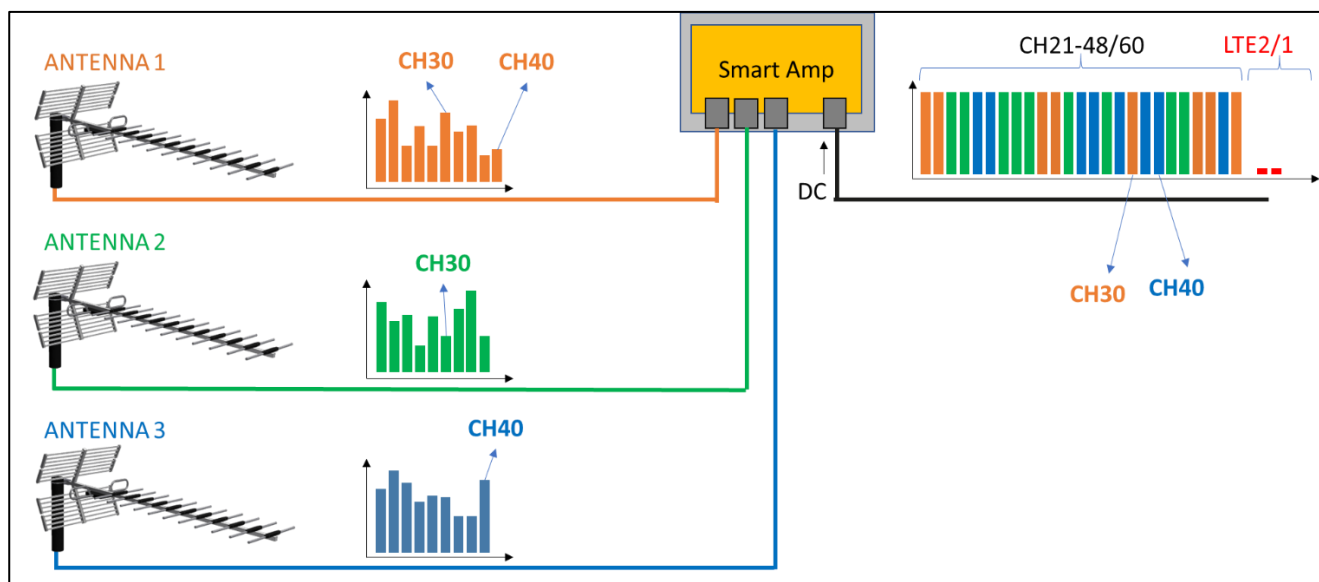 ANTENNA 1
CH30
CH40
Smart Amp
CH21-48/60
LTE2/1
DC
ANTENNA 2
CH30
CH30
CH40
ANTENNA 3
CH40